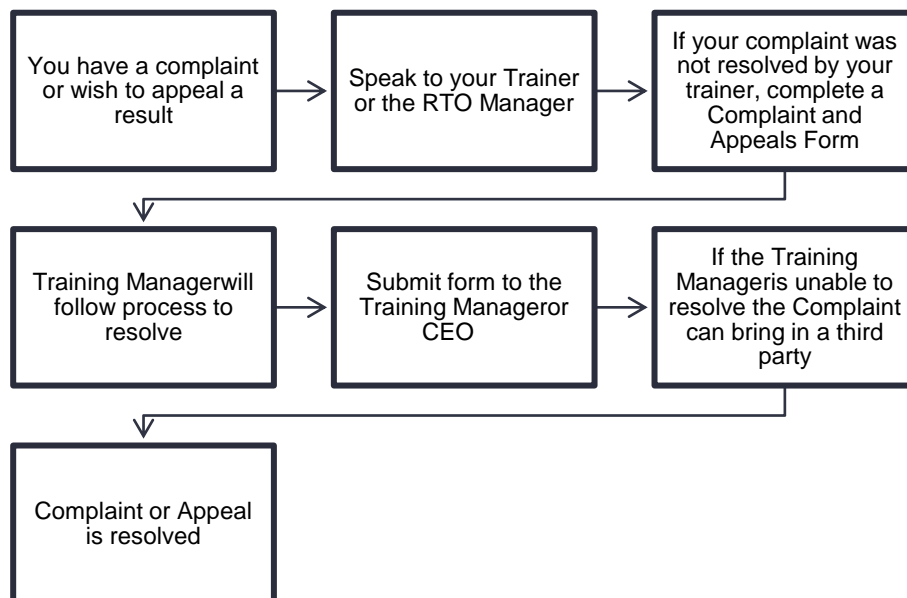 You have a complaint
or wish to appeal a
result
Speak to your Trainer
or the RTO Manager
If your complaint was
not resolved by your
trainer, complete a
Complaint and
Appeals Form
Training Managerwill
follow process to
resolve
Submit form to the
Training Manageror
CEO
If the Training
Manageris unable to
resolve the Complaint
can bring in a third
party
Complaint or Appeal
is resolved